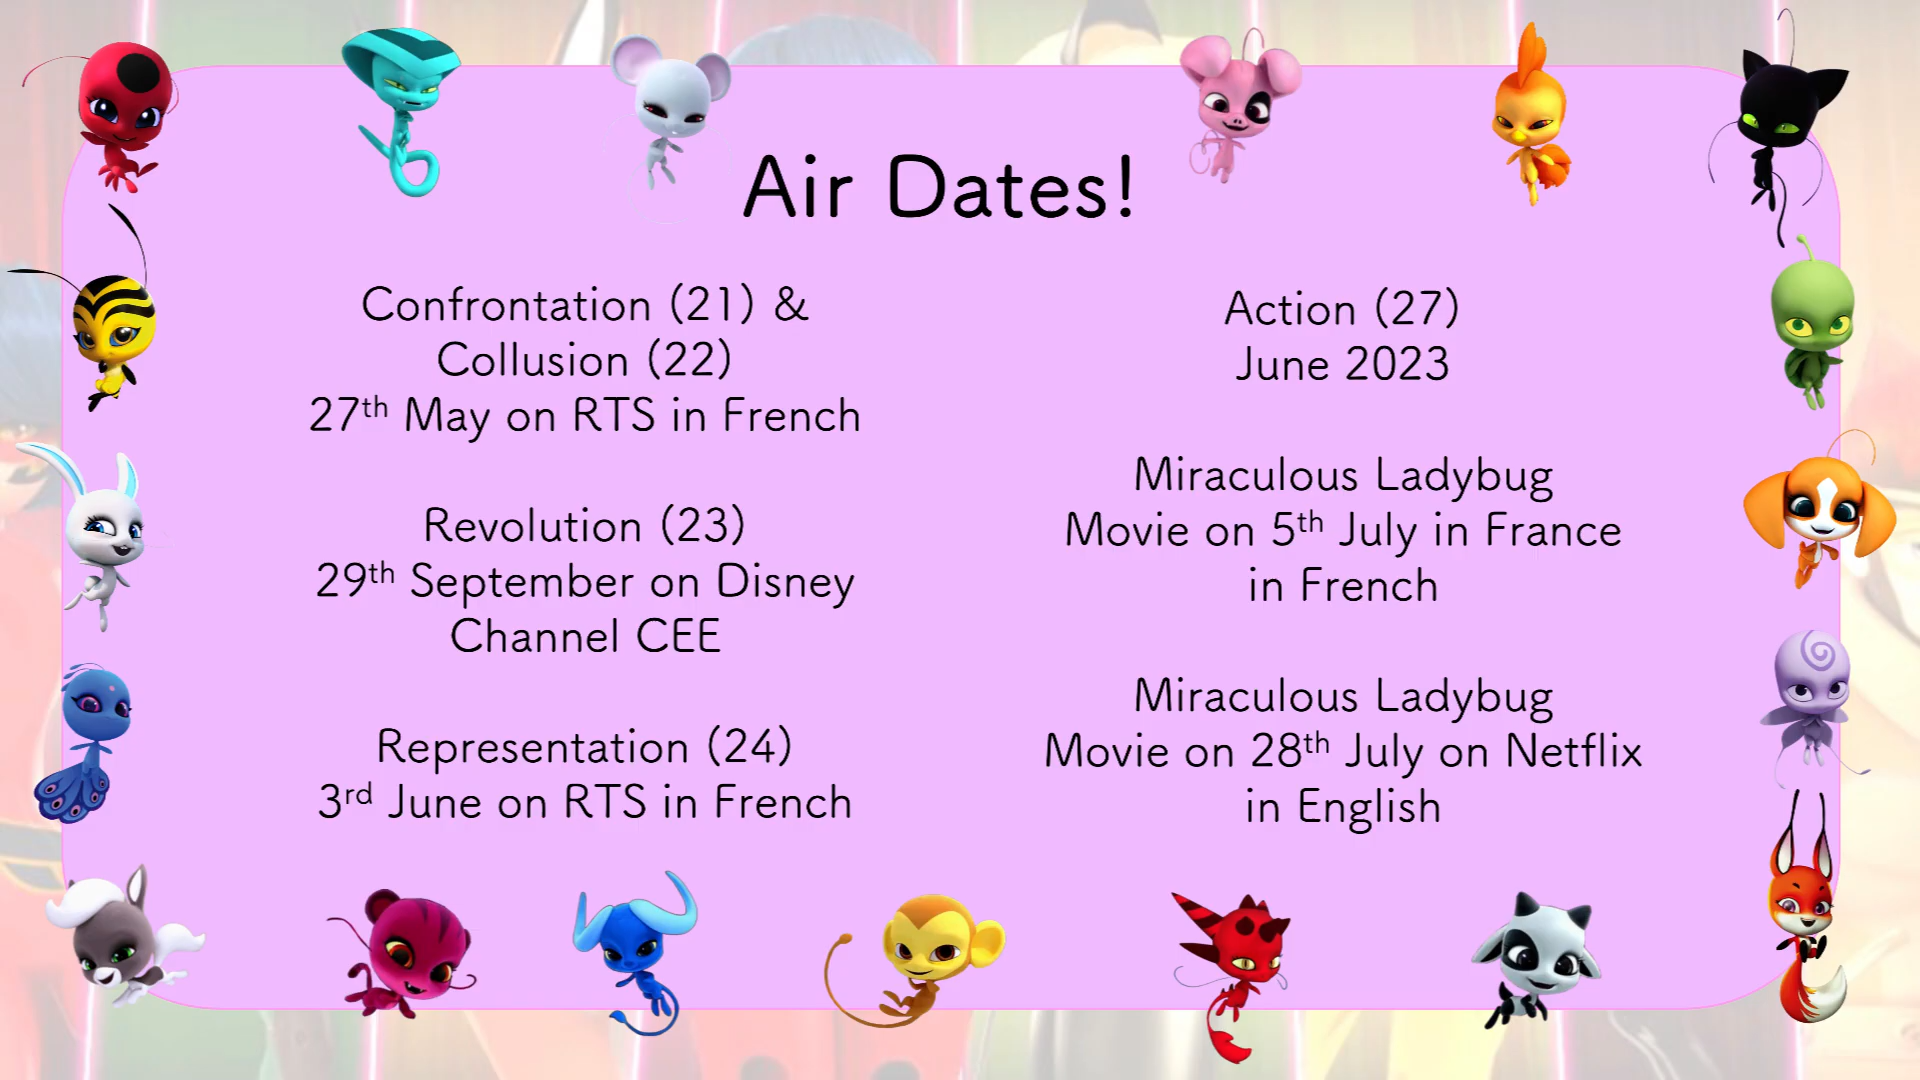 Air Dates!
Confrontation (21) &
Collusion (22)
27th May on RTS in French
Revolution (23)
29th September on Disney
Channel CEE
Representation (24)
3rd June on RTS in French
Action (27)
June 2023
Miraculous Ladybug
Movie on 5th July in France
in French
Miraculous Ladybug
Movie on 28th July on Netflix
in English